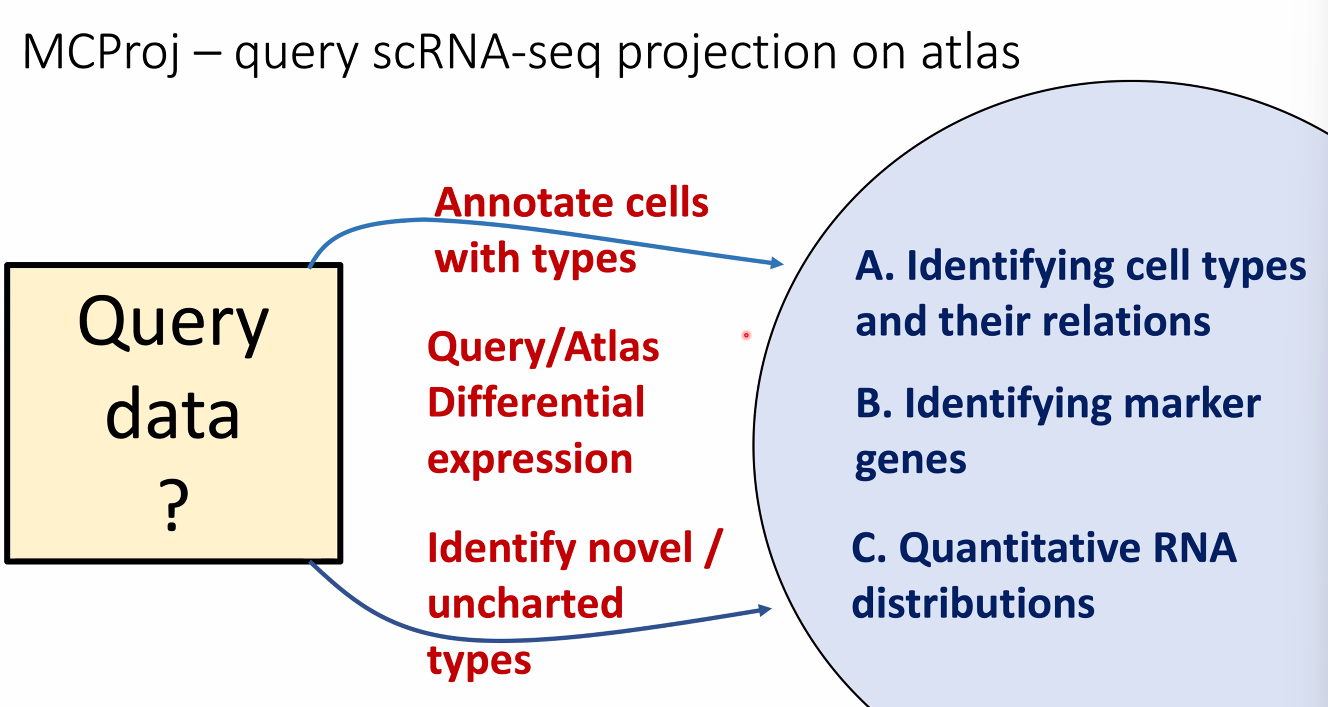 MCProj – query scRNA-seq projection on atlas
Query
data
?
Annotate cells
with types
Query/Atlas
Differential
expression
Identify novel /
uncharted
types
A. Identifying cell types
and their relations
B. Identifying marker
genes
C. Quantitative RNA
distributions